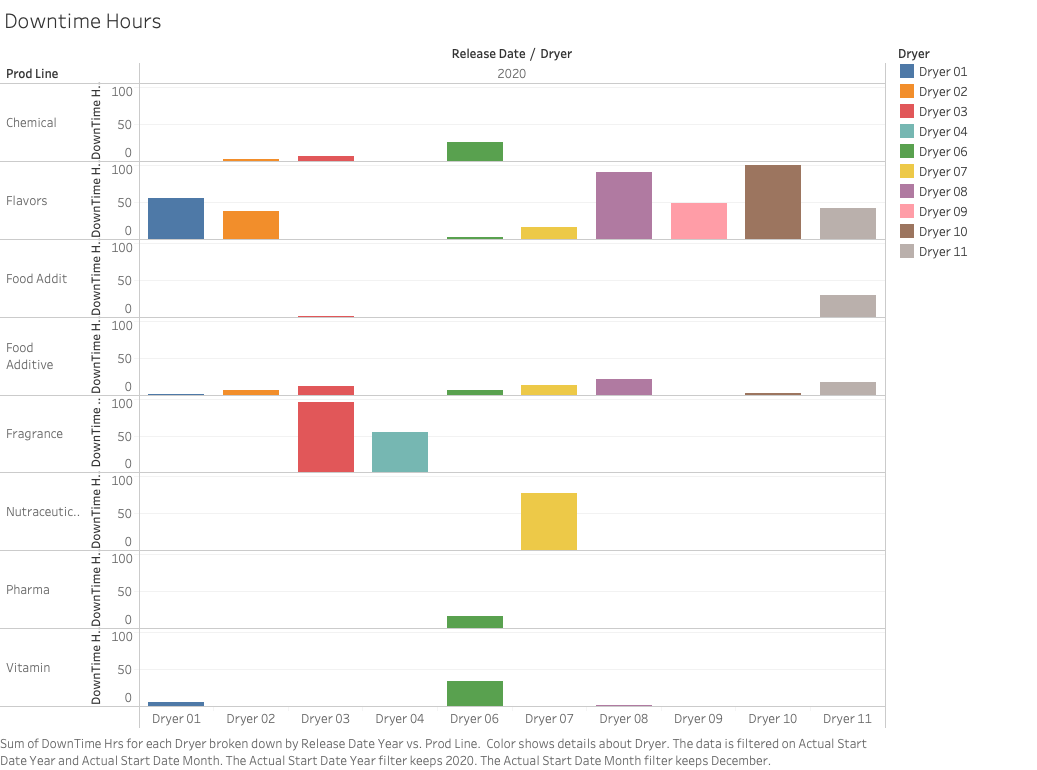 Downtime Hours
Release Date / Dryer
Prod Line
2020
Chemical
DownTime H..
100
50
0
Flavors
DownTime H.
100
50
0
Food Addit
DownTime H.
100
50
0
Food
Additive
DownTime H.
100
50
0
Fragrance
DownTime ..
100
50
0
Nutraceutic..
DownTime H.
100
50
0
Pharma
DownTime H.
100
50
0
Vitamin
DownTime H.
100
50
0
Dryer 01 Dryer 02 Dryer 03 Dryer 04 Dryer 06 Dryer 07 Dryer 08 Dryer 09 Dryer 10 Dryer 11
Dryer
Dryer 01
Dryer 02
Dryer 03
Dryer 04
Dryer 06
Dryer 07
Dryer 08
Dryer 09
Dryer 10
Dryer 11
Sum of DownTime Hrs for each Dryer broken down by Release Date Year vs. Prod Line. Color shows details about Dryer. The data is filtered on Actual Start
Date Year and Actual Start Date Month. The Actual Start Date Year filter keeps 2020. The Actual Start Date Month filter keeps December.